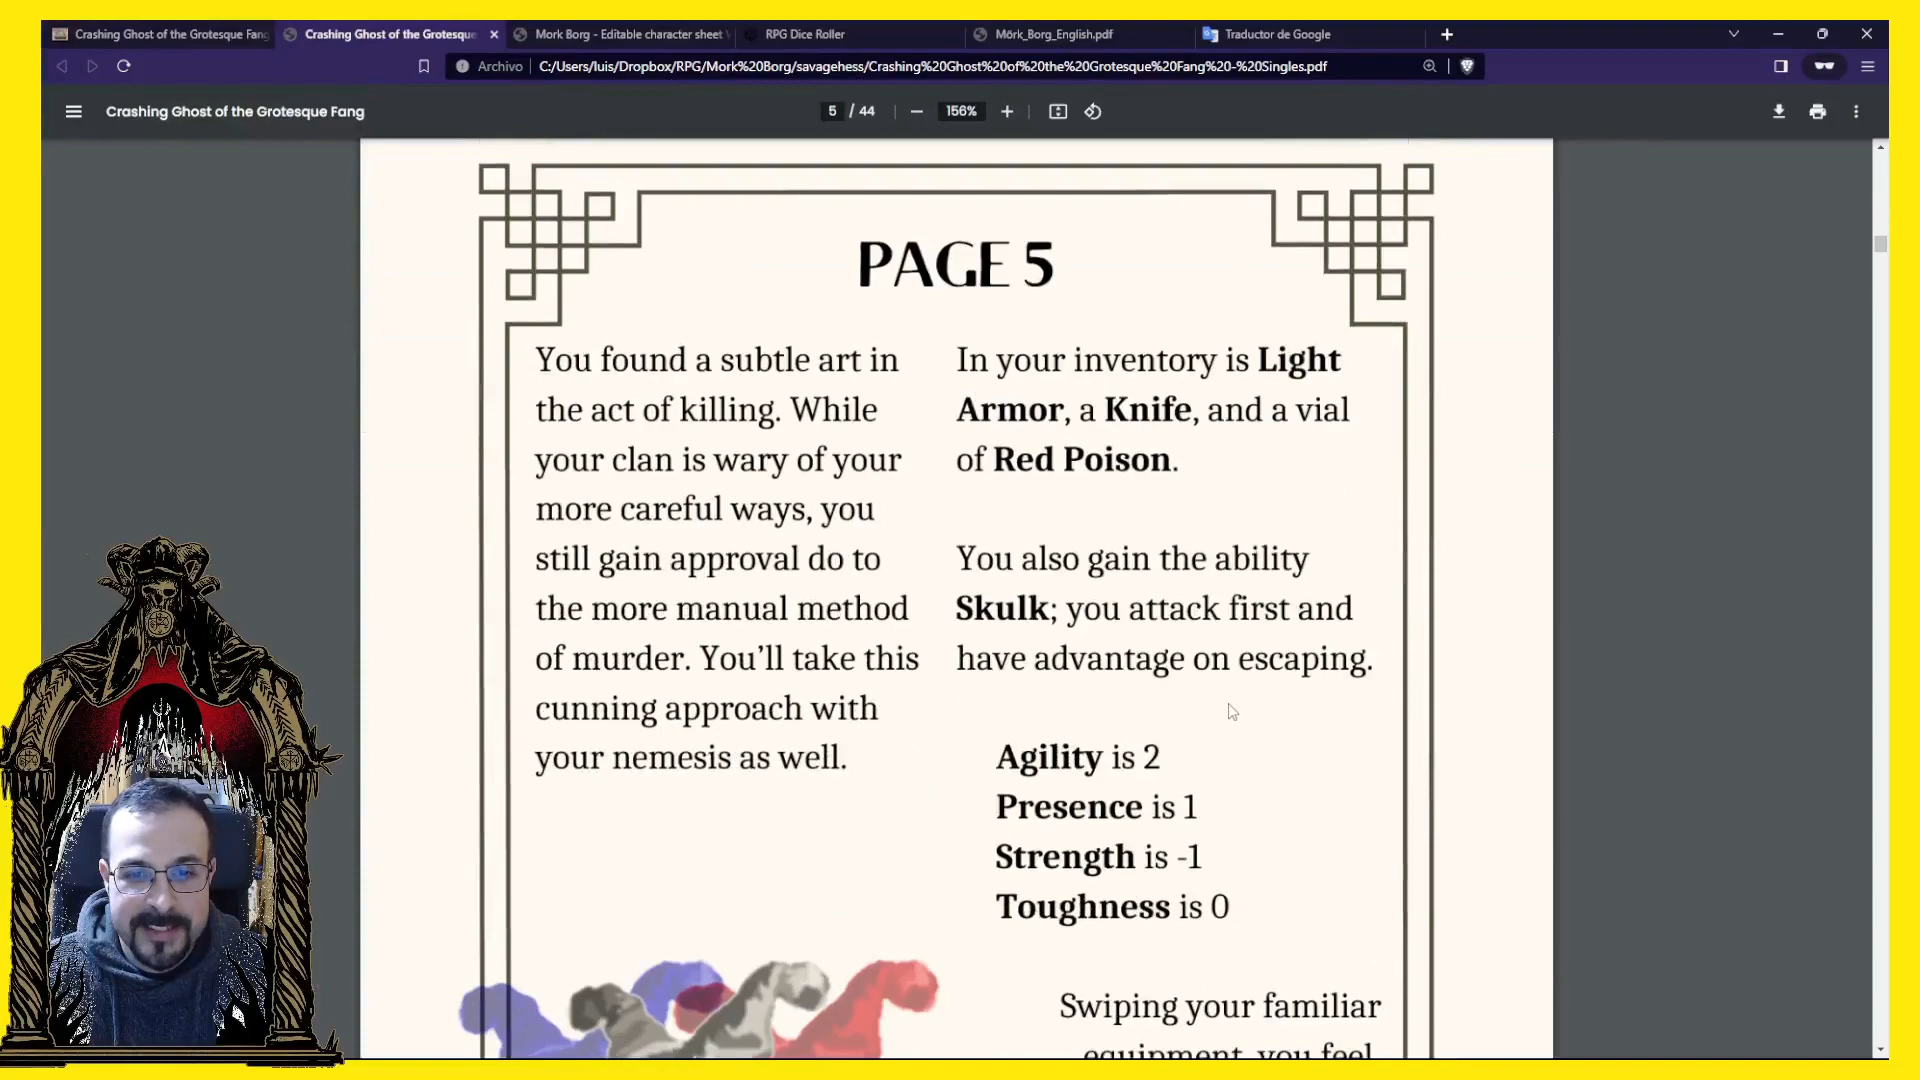 Crashing Ghost of the Grotesque Fang
Crashing Ghost of the Grotesque
Mork Borg - Editable character sheet
RPG Dice Roller
Mörk_Borg_English.pdf
Traductor de Google
Archivo
C:/Users/luis/Dropbox/RPG/Mork%20Borg/savagehess/Crashing%20Ghost%20of%20the%20Grotesque%20Fang%20-%20Singles.pdf
Crashing Ghost of the Grotesque Fang
5 / 44
156%
PAGE 5
You found a subtle art in
the act of killing. While
your clan is wary of your
more careful ways, you
still gain approval do to
the more manual method
of murder. You’ll take this
cunning approach with
your nemesis as well.
In your inventory is Light
Armor, a Knife, and a vial
of Red Poison.
You also gain the ability
Skulk; you attack first and
have advantage on escaping.
Agility is 2
Presence is 1
Strength is -1
Toughness is 0
Swiping your familiar
equipment, you feel